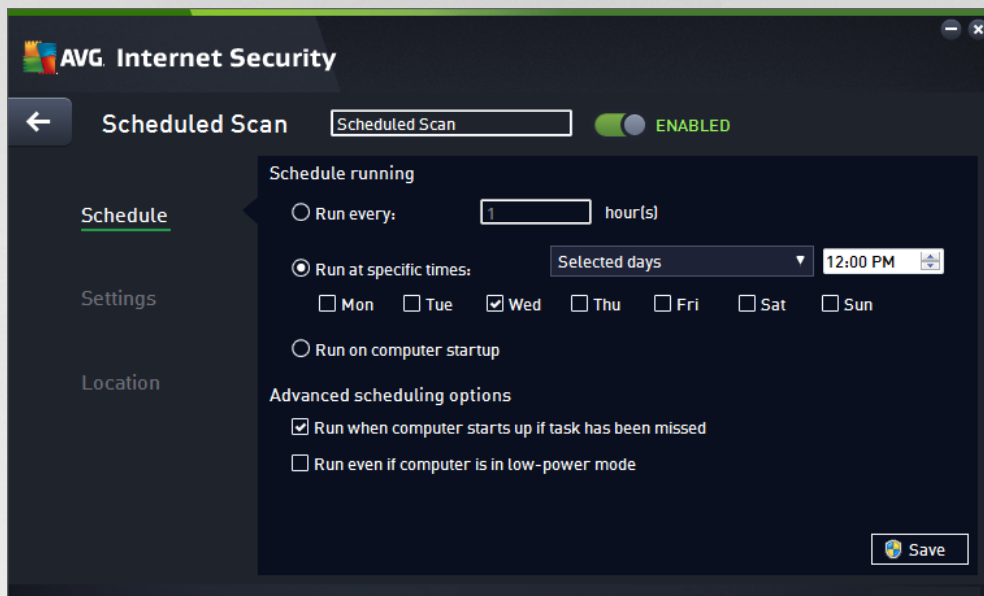 AVG. Internet Security
Scheduled Scan
Scheduled Scan
ENABLED
Schedule
Settings
Location
Schedule running
Run every:
1
hour(s)
Run at specific times:
Selected days
12:00 PM
Mon
Tue
Wed
Thu
Fri
Sat
Sun
Run on computer startup
Advanced scheduling options
Run when computer starts up if task has been missed
Run even if computer is in low-power mode
Save